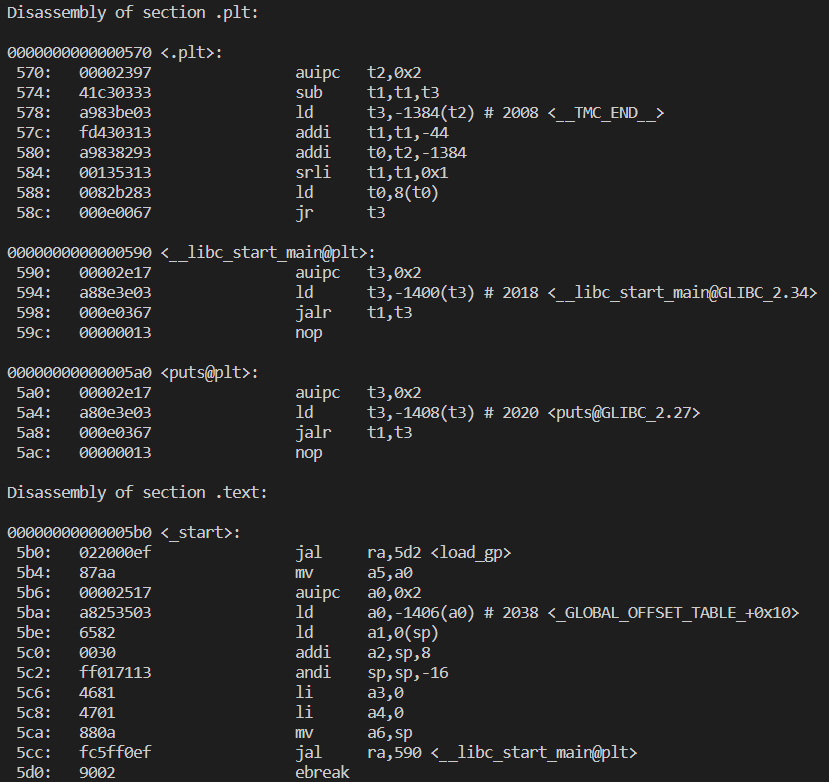 Disassembly of section .plt:
0000000000000570 <.plt>:
570: 00002397 auipc t2,0x2
574: 41c30333 sub t1,t1,t3
578: a983be03 ld t3,-1384(t2) # 2008 <__TMC_END__>
57c: fd430313 addi t1,t1,-44
580: a9838293 addi t0,t2,-1384
584: 00135313 srli t1,t1,0x1
588: 0082b283 ld t0,8(t0)
58c: 000e0067 jr t3
0000000000000590 <__libc_start_main@plt>:
590: 00002e17 auipc t3,0x2
594: a88e3e03 ld t3,-1400(t3) # 2018 <__libc_start_main@GLIBC_2.34>
598: 000e0367 jalr t1,t3
59c: 00000013 nop
00000000000005a0 <puts@plt>:
5a0: 00002e17 auipc t3,0x2
5a4: a80e3e03 ld t3,-1408(t3) # 2020 <puts@GLIBC_2.27>
5a8: 000e0367 jalr t1,t3
5ac: 00000013 nop
Disassembly of section .text:
00000000000005b0 <_start>:
5b0: 022000ef jal ra,5d2 <load_gp>
5b4: 87aa mv a5,a0
5b6: 00002517 auipc a0,0x2
5ba: a8253503 ld a0,-1406(a0) # 2038 <_GLOBAL_OFFSET_TABLE_+0x10>
5be: 6582 ld a1,0(sp)
5c0: 0030 addi a2,sp,8
5c2: ff017113 andi sp,sp,-16
5c6: 4681 li a3,0
5c8: 4701 li a4,0
5ca: 880a mv a6,sp
5cc: fc5ff0ef jal ra,590 <__libc_start_main@plt>
5d0: 9002 ebreak